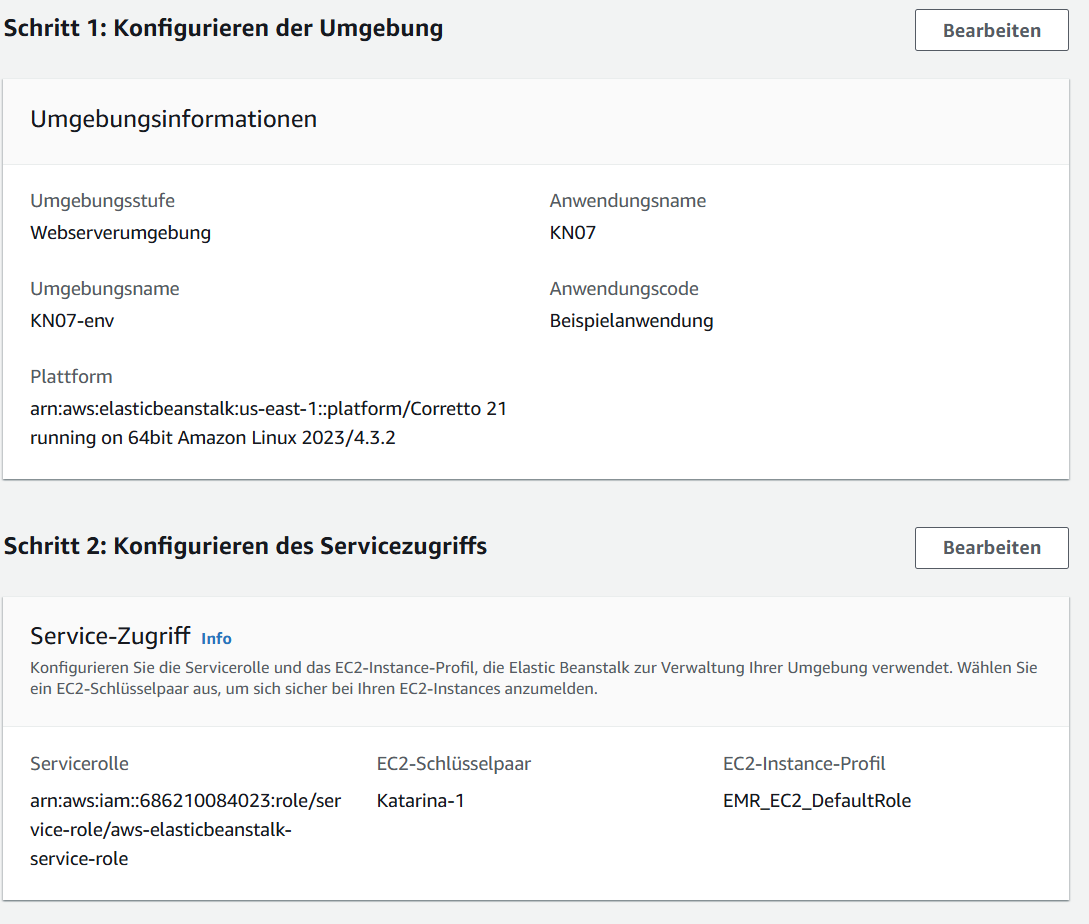 Schritt 1: Konfigurieren der Umgebung
Bearbeiten
Umgebungsinformationen
Umgebungsstufe
Webserverumgebung
Anwendungsname
KN07
Umgebungsname
KN07-env
Anwendungscode
Beispielanwendung
Plattform
arn:aws:elasticbeanstalk:us-east-1::platform/Corretto 21
running on 64bit Amazon Linux 2023/4.3.2
Schritt 2: Konfigurieren des Servicezugriffs
Bearbeiten
Service-Zugriff Info
Konfigurieren Sie die Servicerolle und das EC2-Instance-Profil, die Elastic Beanstalk zur Verwaltung Ihrer Umgebung verwendet. Wählen Sie
ein EC2-Schlüsselpaar aus, um sich sicher bei Ihren EC2-Instances anzumelden.
Servicerolle
arn:aws:iam::686210084023:role/ser
vice-role/aws-elasticbeanstalk-
service-role
EC2-Schlüsselpaar
Katarina-1
EC2-Instance-Profil
EMR_EC2_DefaultRole